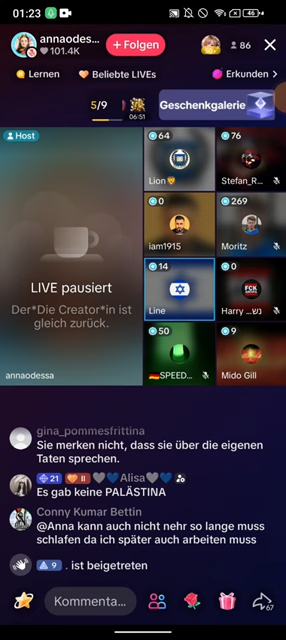 01:23
46
annaodes...
101.4K
+ Folgen
86
Lernen
Beliebte LIVEs
Erkunden >
5/9
06:51
Geschenkgalerie
Host
64
Lion🦁
76
Stefan_R...
0
iam1915
269
Moritz
14
Line
0
FCK
Harry ...נש
50
🇩🇪SPEED...
9
Mido Gill
LIVE pausiert
Der*Die Creator*in ist
gleich zurück.
annaodessa
gina_pommesfrittina
Sie merken nicht, dass sie über die eigenen
Taten sprechen.
21 II 🩶💙Alisa🩶💙
Es gab keine PALÄSTINA
Conny Kumar Bettin
@Anna kann auch nicht nehr so lange muss
schlafen da ich später auch arbeiten muss
9 . ist beigetreten
Kommenta...
67